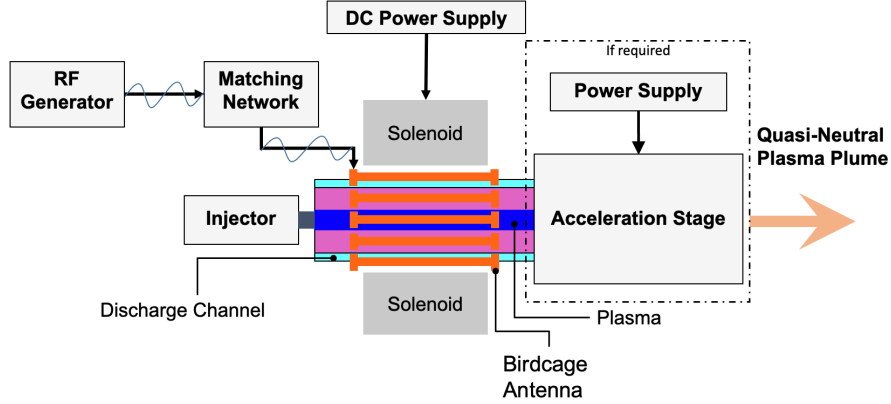 DC Power Supply
If required
RF
Generator
Matching
Network
Power Supply
Solenoid
Quasi-Neutral
Plasma Plume
Injector
Acceleration Stage
Solenoid
Discharge Channel
Plasma
Birdcage
Antenna